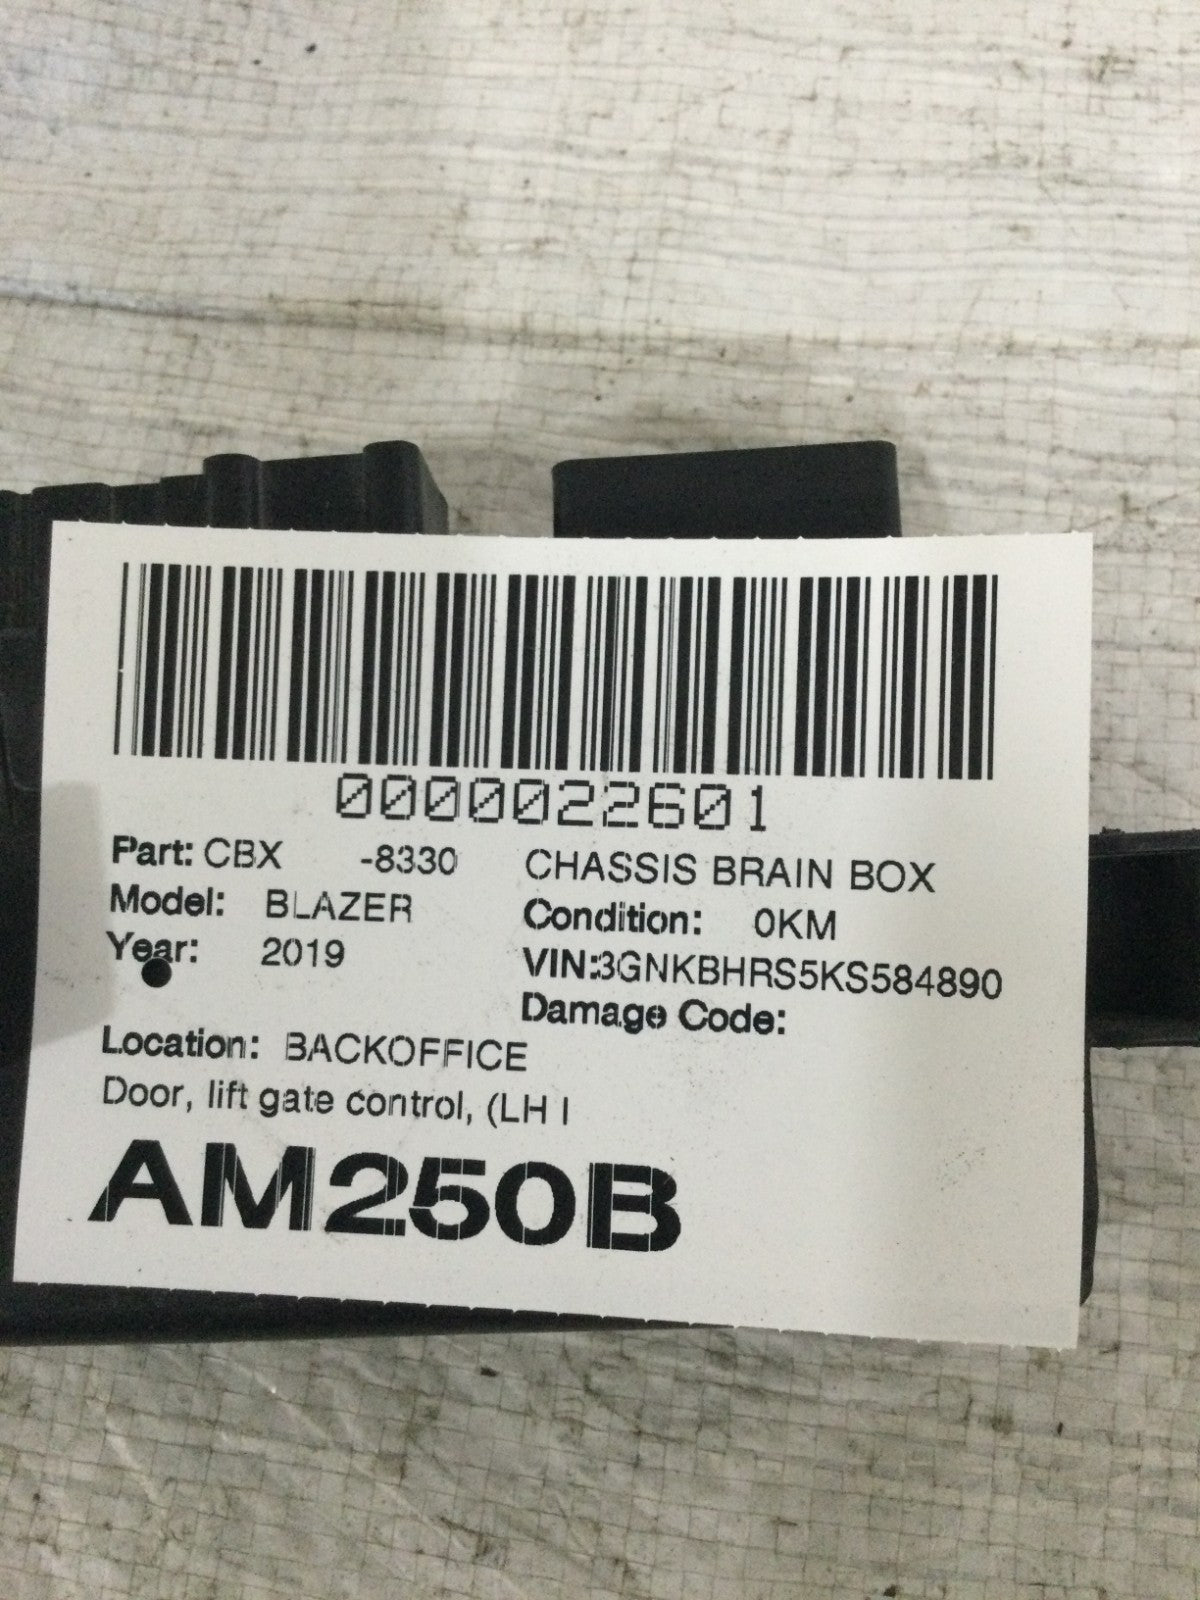 0000022601
Part: CBX -8330 CHASSIS BRAIN BOX
Model: BLAZER Condition: 0KM
Year: 2019 VIN:3GNKBHRS5KS584890
Damage Code:
Location: BACKOFFICE
Door, lift gate control, (LH I
AM250B